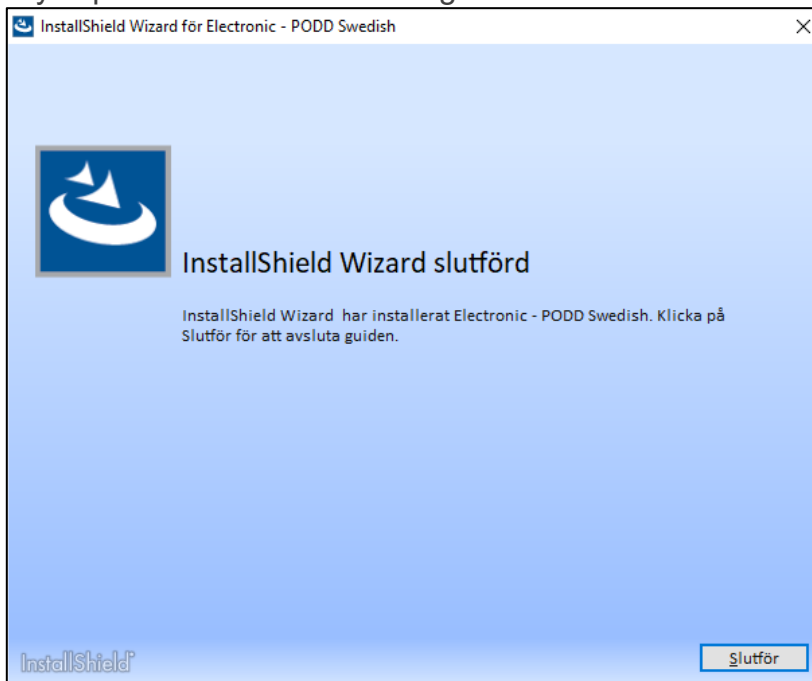 InstallShield Wizard för Electronic - PODD Swedish
InstallShield Wizard slutförd
InstallShield Wizard har installerat Electronic - PODD Swedish. Klicka på
Slutför för att avsluta guiden.
InstallShield
Slutför